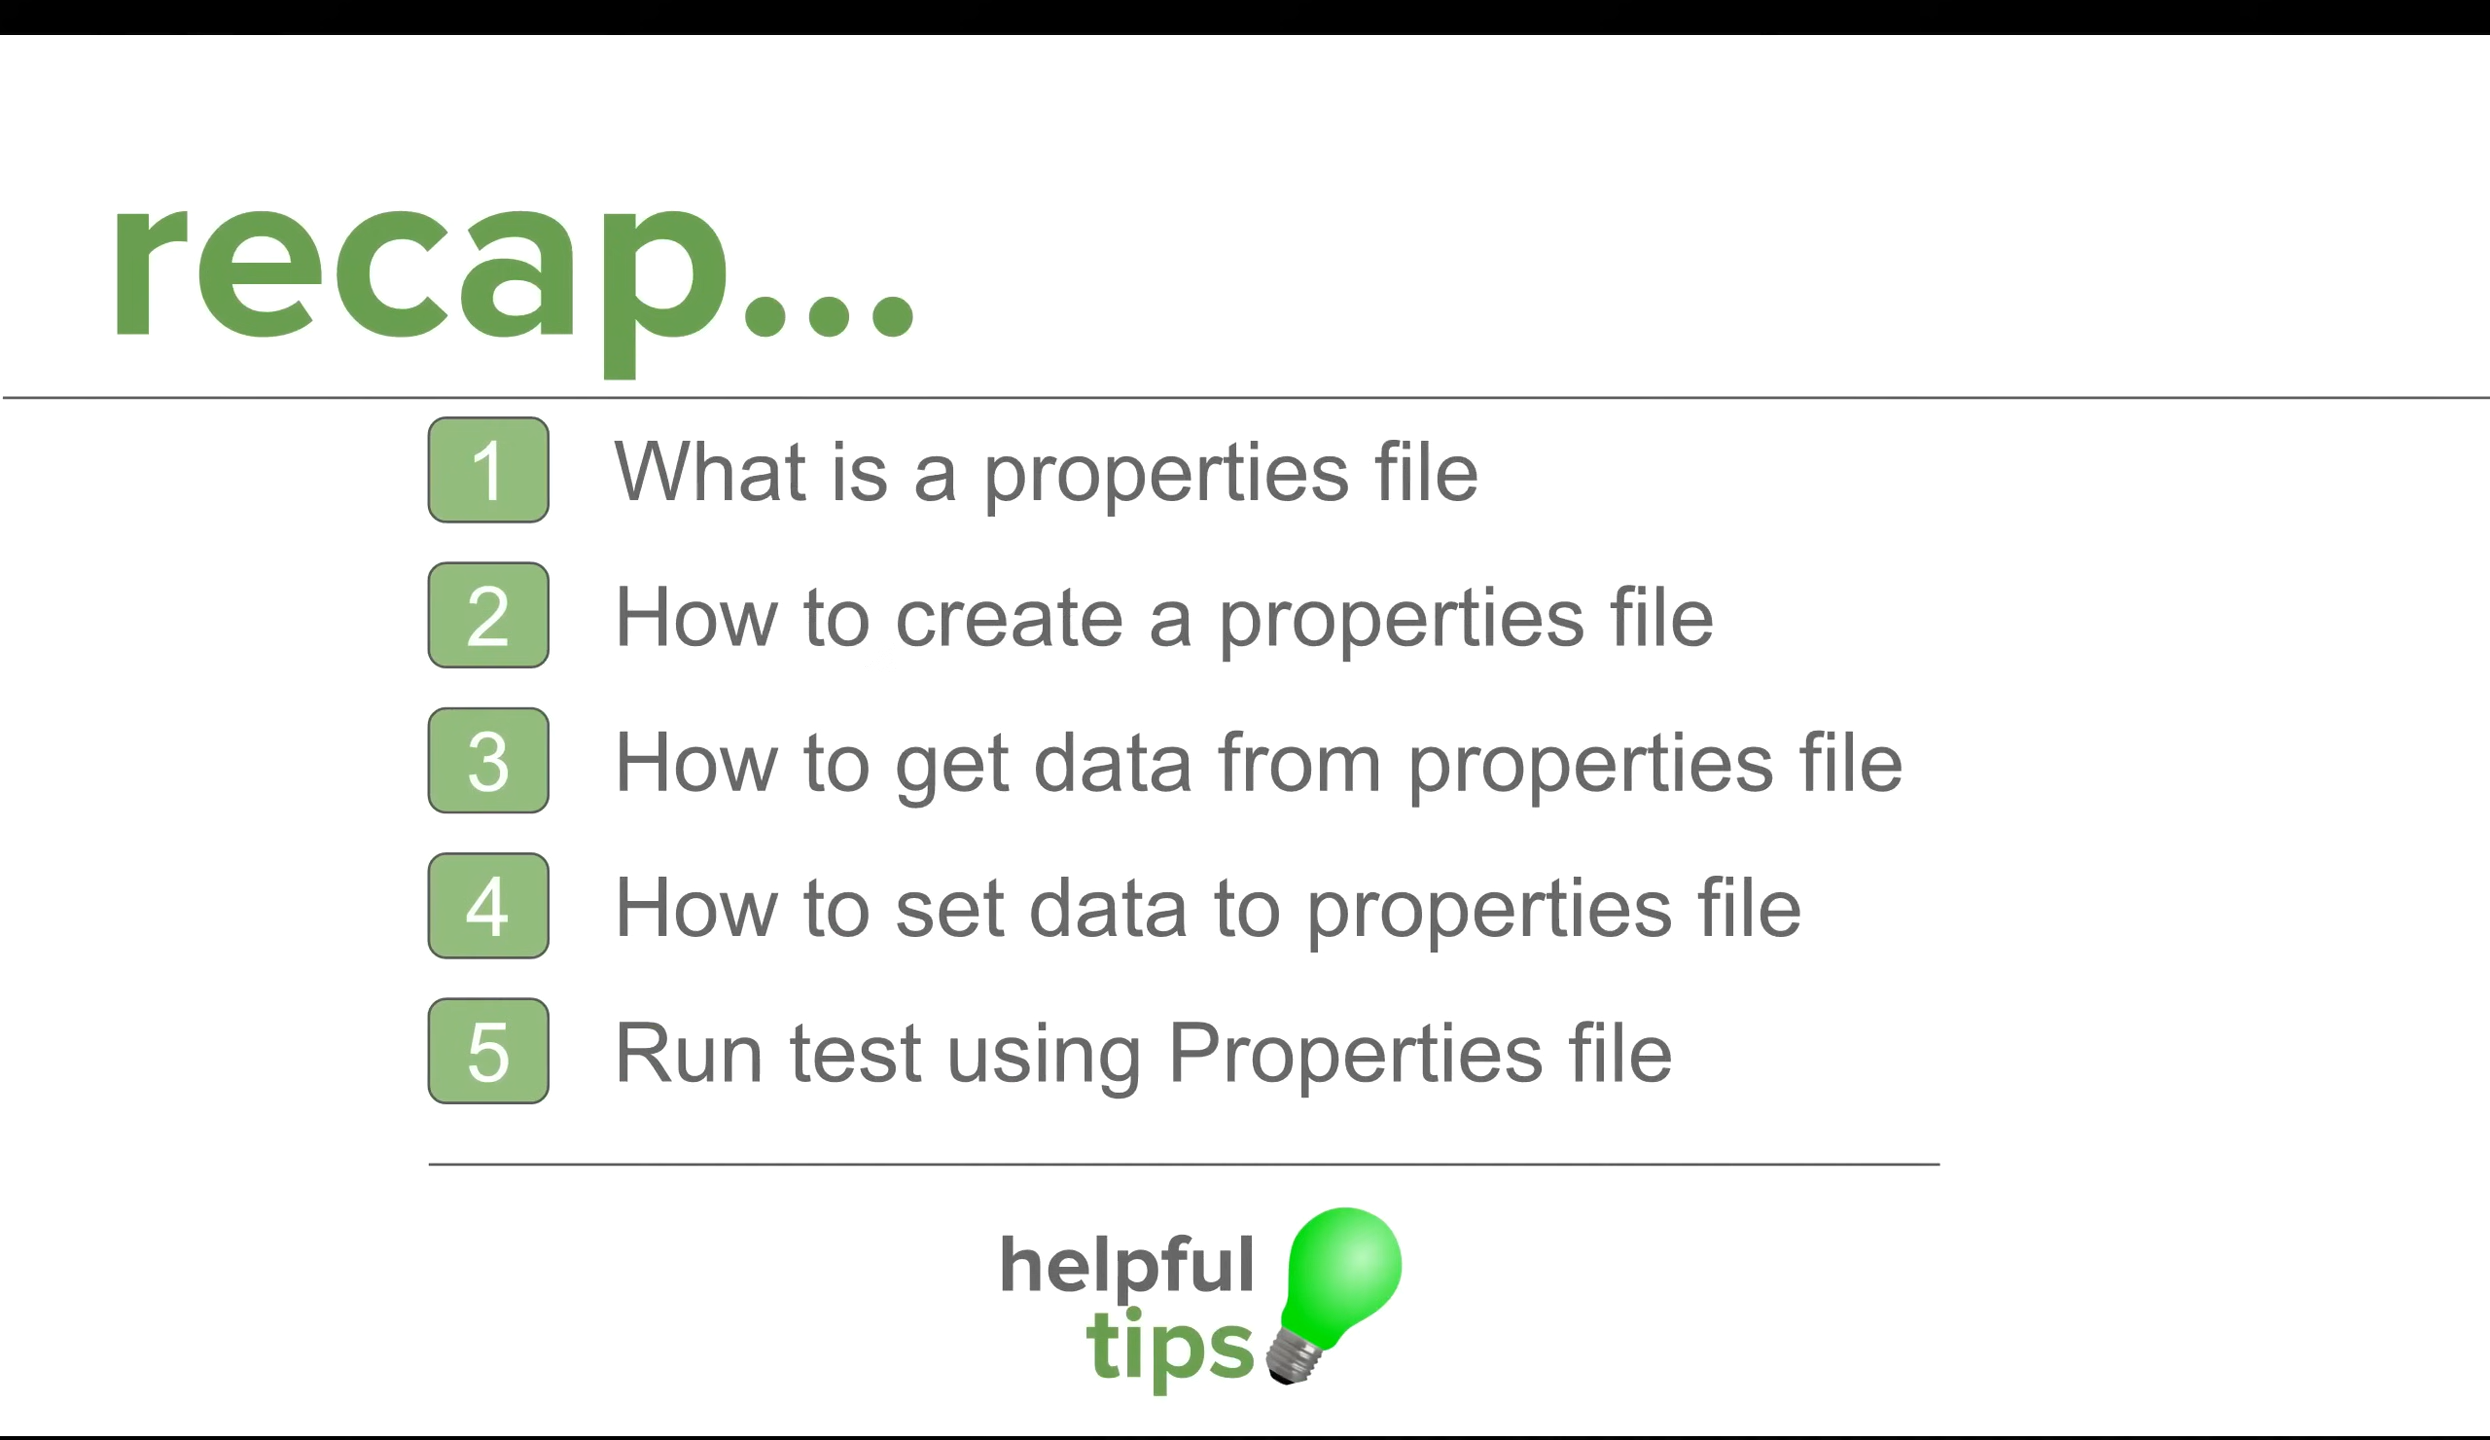 recap...
1 What is a properties file
2 How to create a properties file
3 How to get data from properties file
4 How to set data to properties file
5 Run test using Properties file
helpful
tips